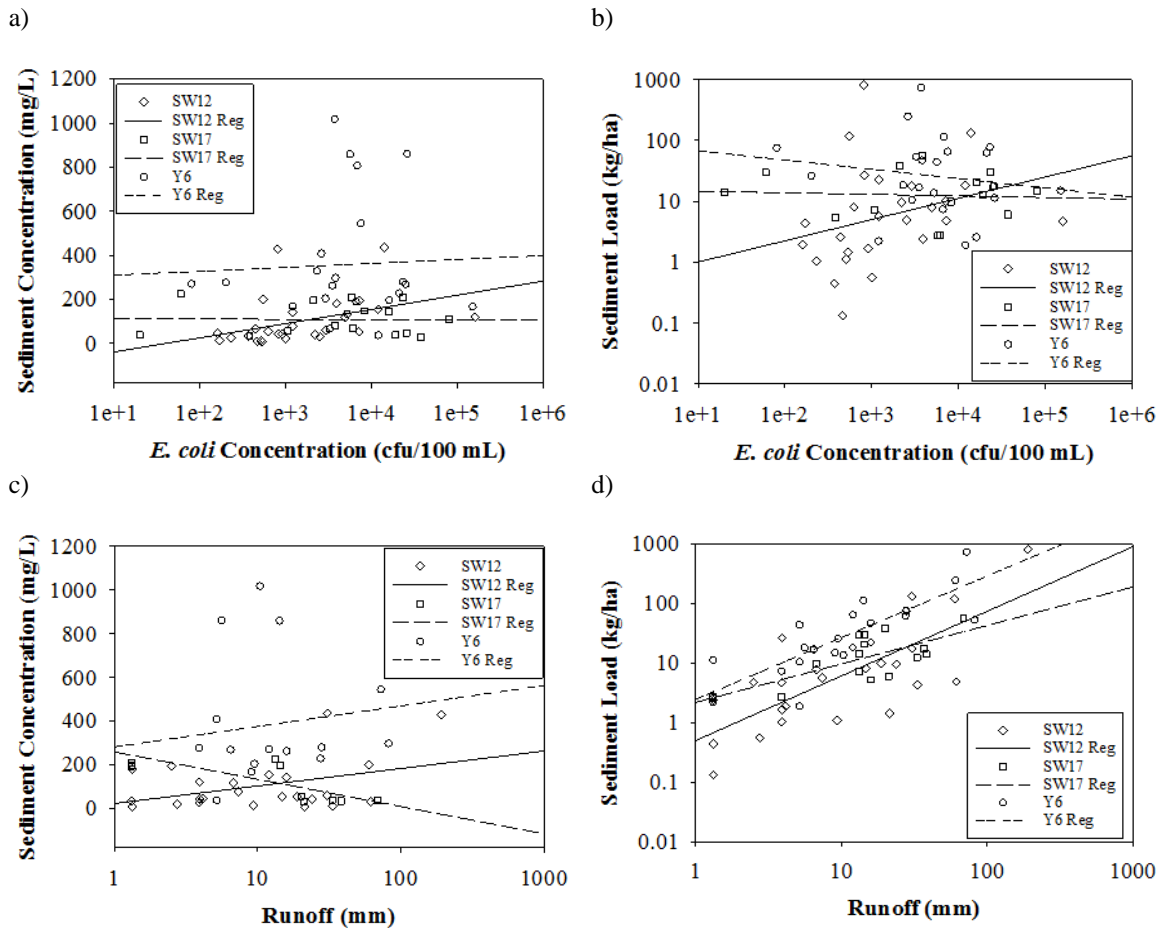 a)
Sediment Concentration (mg/L)
1200
1000
800
600
400
200
0
SW12
SW12 Reg
SW17
SW17 Reg
Y6
Y6 Reg
1e+1 1e+2 1e+3 1e+4 1e+5 1e+6
E. coli Concentration (cfu/100 mL)
b)
Sediment Load (kg/ha)
1000
100
10
1
0.1
0.01
SW12
SW12 Reg
SW17
SW17 Reg
Y6
Y6 Reg
1e+1 1e+2 1e+3 1e+4 1e+5 1e+6
E. coli Concentration (cfu/100 mL)
c)
Sediment Concentration (mg/L)
1200
1000
800
600
400
200
0
SW12
SW12 Reg
SW17
SW17 Reg
Y6
Y6 Reg
1 10 100 1000
Runoff (mm)
d)
Sediment Load (kg/ha)
1000
100
10
1
0.1
0.01
SW12
SW12 Reg
SW17
SW17 Reg
Y6
Y6 Reg
1 10 100 1000
Runoff (mm)